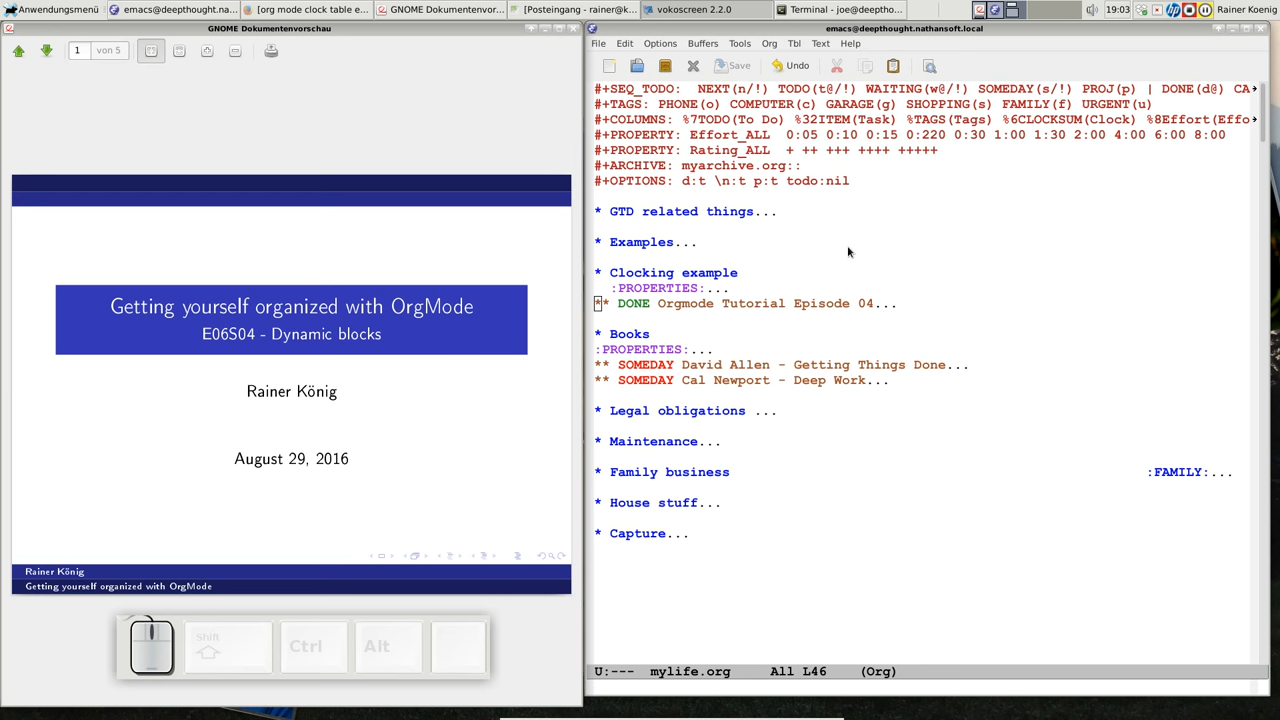 Anwendungsmenü
emacs@deepthought.na...
[org mode clock table e...
GNOME Dokumentenvor...
[Posteingang - rainer@k...
vokoscreen 2.2.0
Terminal - joe@deeptho...
19:03
Rainer Koenig
GNOME Dokumentenvorschau
1 von 5
Getting yourself organized with OrgMode
E06S04 - Dynamic blocks
Rainer König
August 29, 2016
Rainer König
Getting yourself organized with OrgMode
Shift
Ctrl
Alt
emacs@deepthought.nathansoft.local
File Edit Options Buffers Tools Org Tbl Text Help
Save Undo
#+SEQ_TODO:  NEXT(n/!) TODO(t@/!) WAITING(w@/!) SOMEDAY(s/!) PROJ(p) | DONE(d@) CA
#+TAGS: PHONE(o) COMPUTER(c) GARAGE(g) SHOPPING(s) FAMILY(f) URGENT(u)
#+COLUMNS: %7TODO(To Do) %32ITEM(Task) %TAGS(Tags) %6CLOCKSUM(Clock) %8Effort(Effo
#+PROPERTY: Effort_ALL  0:05 0:10 0:15 0:220 0:30 1:00 1:30 2:00 4:00 6:00 8:00
#+PROPERTY: Rating_ALL  + ++ +++ ++++ +++++
#+ARCHIVE: myarchive.org::
#+OPTIONS: d:t \n:t p:t todo:nil
* GTD related things...
* Examples...
* Clocking example
:PROPERTIES:...
** DONE Orgmode Tutorial Episode 04...
* Books
:PROPERTIES:...
** SOMEDAY David Allen - Getting Things Done...
** SOMEDAY Cal Newport - Deep Work...
* Legal obligations ...
* Maintenance...
* Family business :FAMILY:...
* House stuff...
* Capture...
U:---  mylife.org     All L46    (Org)